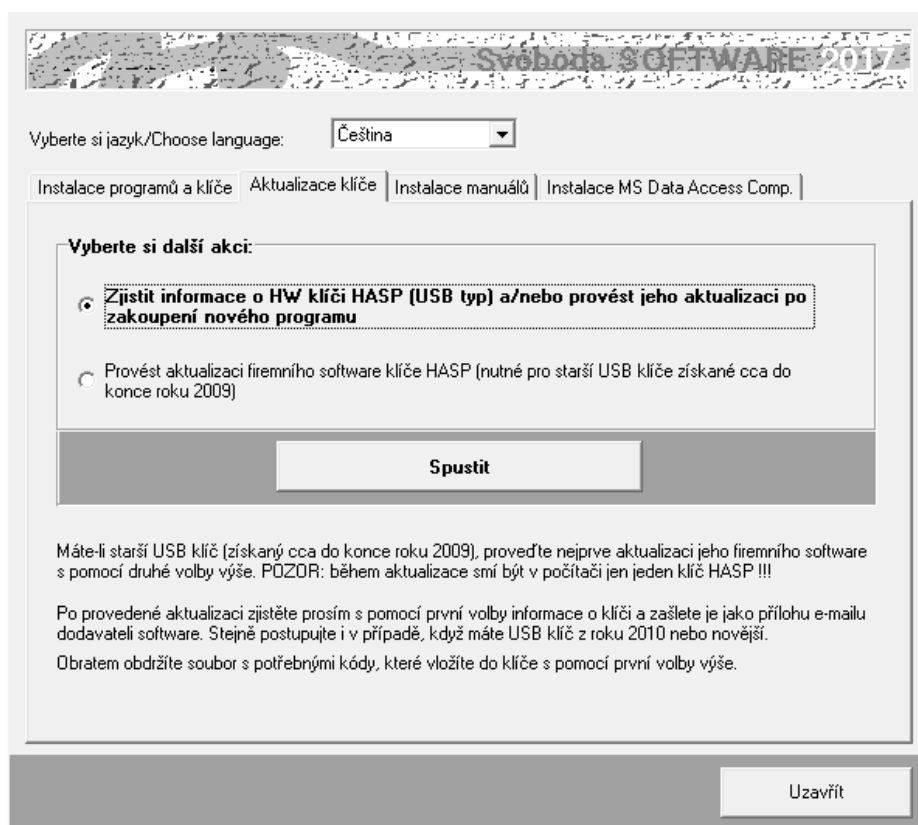 Svoboda SOFTWARE 2017
Vyberte si jazyk/Choose language:
Čeština
Instalace programů a klíče
Aktualizace klíče
Instalace manuálů
Instalace MS Data Access Comp.
Vyberte si další akci:
Zjistit informace o HW klíči HASP (USB typ) a/nebo provést jeho aktualizaci po
zakoupení nového programu
Provést aktualizaci firemního software klíče HASP (nutné pro starší USB klíče získané cca do
konce roku 2009)
Spustit
Máte-li starší USB klíč (získaný cca do konce roku 2009), proveďte nejprve aktualizaci jeho firemního software
s pomocí druhé volby výše. POZOR: během aktualizace smí být v počítači jen jeden klíč HASP !!!
Po provedené aktualizaci zjistěte prosím s pomocí první volby informace o klíči a zašlete je jako přílohu e-mailu
dodavateli software. Stejně postupujte i v případě, když máte USB klíč z roku 2010 nebo novější.
Obratem obdržíte soubor s potřebnými kódy, které vložíte do klíče s pomocí první volby výše.
Uzavřít